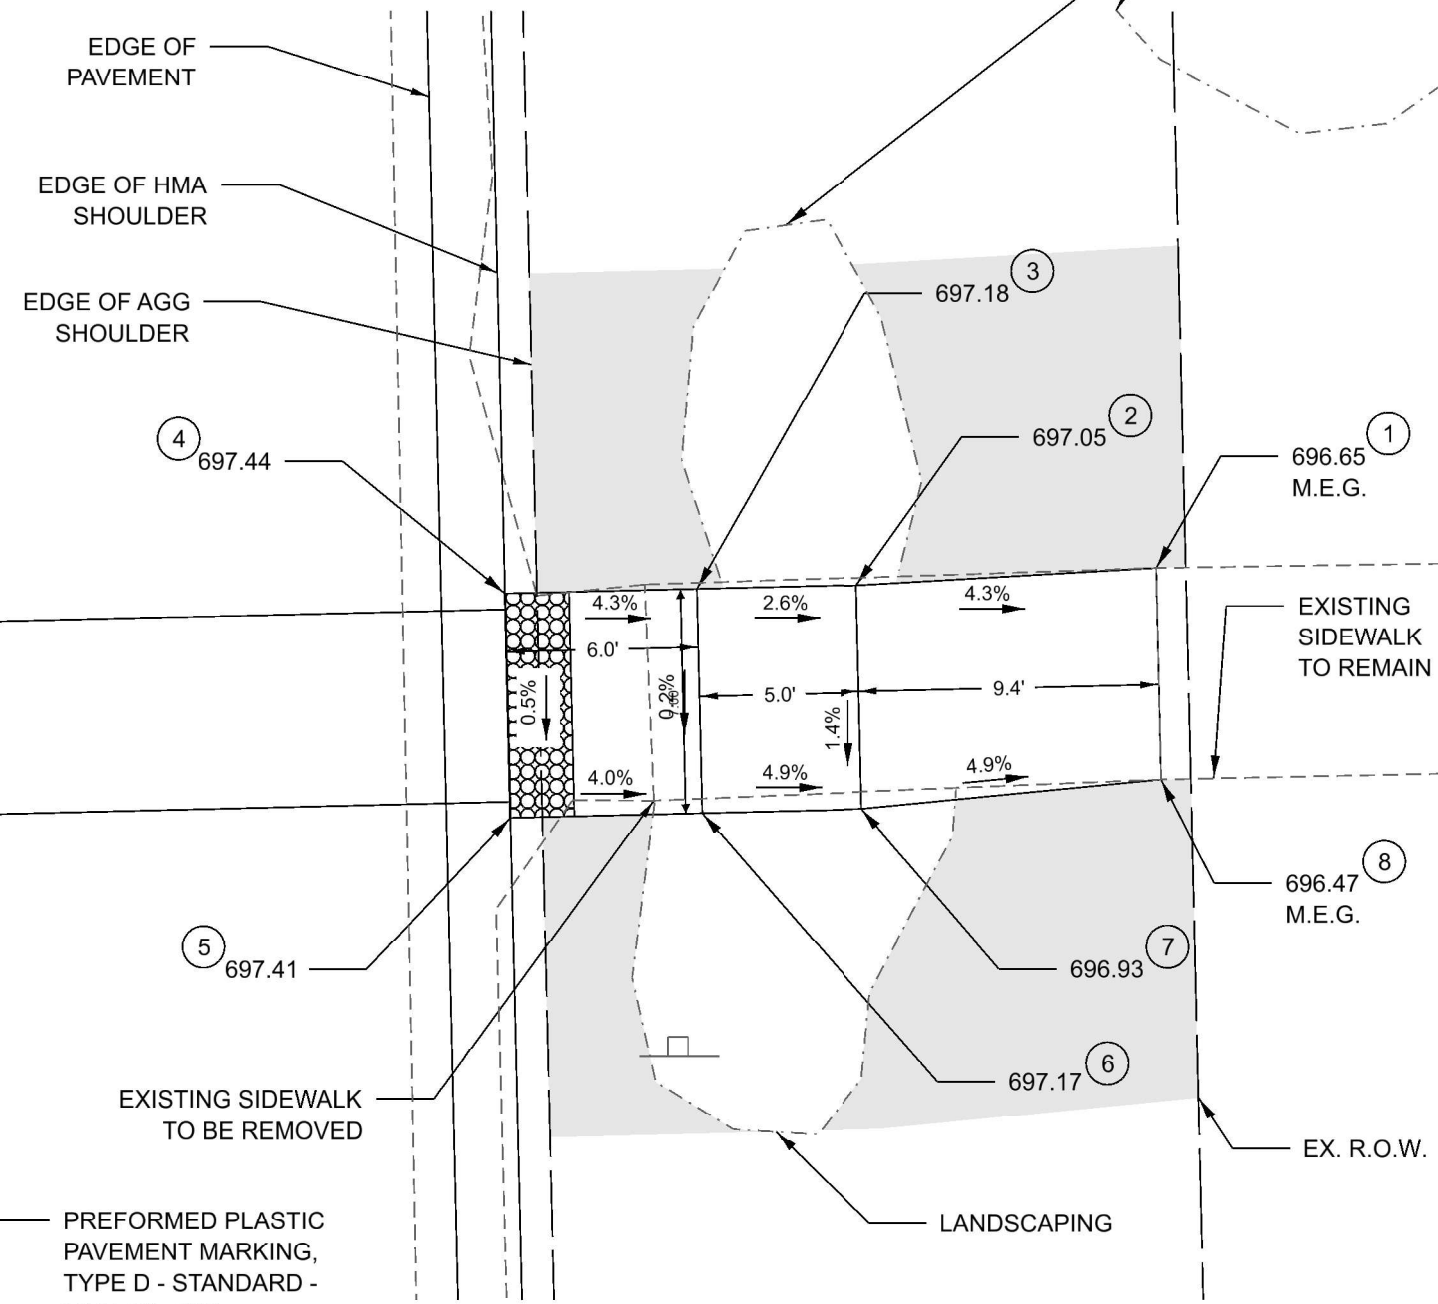 EDGE OF
PAVEMENT
EDGE OF HMA
SHOULDER
EDGE OF AGG
SHOULDER
697.18 3
697.05 2
1
696.65
M.E.G.
4
697.44
4.3%
2.6%
4.3%
EXISTING
SIDEWALK
TO REMAIN
6.0'
0.5%
0.2%
5.0'
1.4%
9.4'
4.0%
4.9%
4.9%
8
696.47
M.E.G.
5
697.41
696.93 7
697.17 6
EXISTING SIDEWALK
TO BE REMOVED
EX. R.O.W.
LANDSCAPING
PREFORMED PLASTIC
PAVEMENT MARKING,
TYPE D - STANDARD -